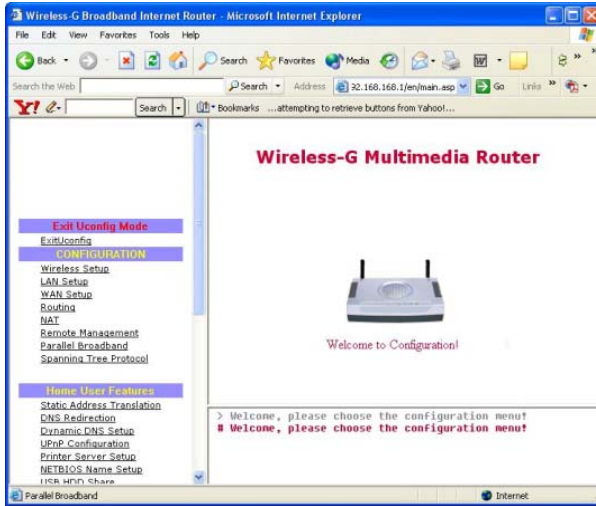 Wireless-G Broadband Internet Router - Microsoft Internet Explorer
File Edit View Favorites Tools Help
Back Search Favorites Media
Search the Web Search Address 92.168.168.1/en/main.asp Go Links
Y! Search Bookmarks ...attempting to retrieve buttons from Yahoo!...
Exit Uconfig Mode
ExitUconfig
CONFIGURATION
Wireless Setup
LAN Setup
WAN Setup
Routing
NAT
Remote Management
Parallel Broadband
Spanning Tree Protocol
Home User Features
Static Address Translation
DNS Redirection
Dynamic DNS Setup
UPnP Configuration
Printer Server Setup
NETBIOS Name Setup
USB HDD Share
Wireless-G Multimedia Router
Welcome to Configuration!
> Welcome, please choose the configuration menu!
# Welcome, please choose the configuration menu!
Parallel Broadband Internet